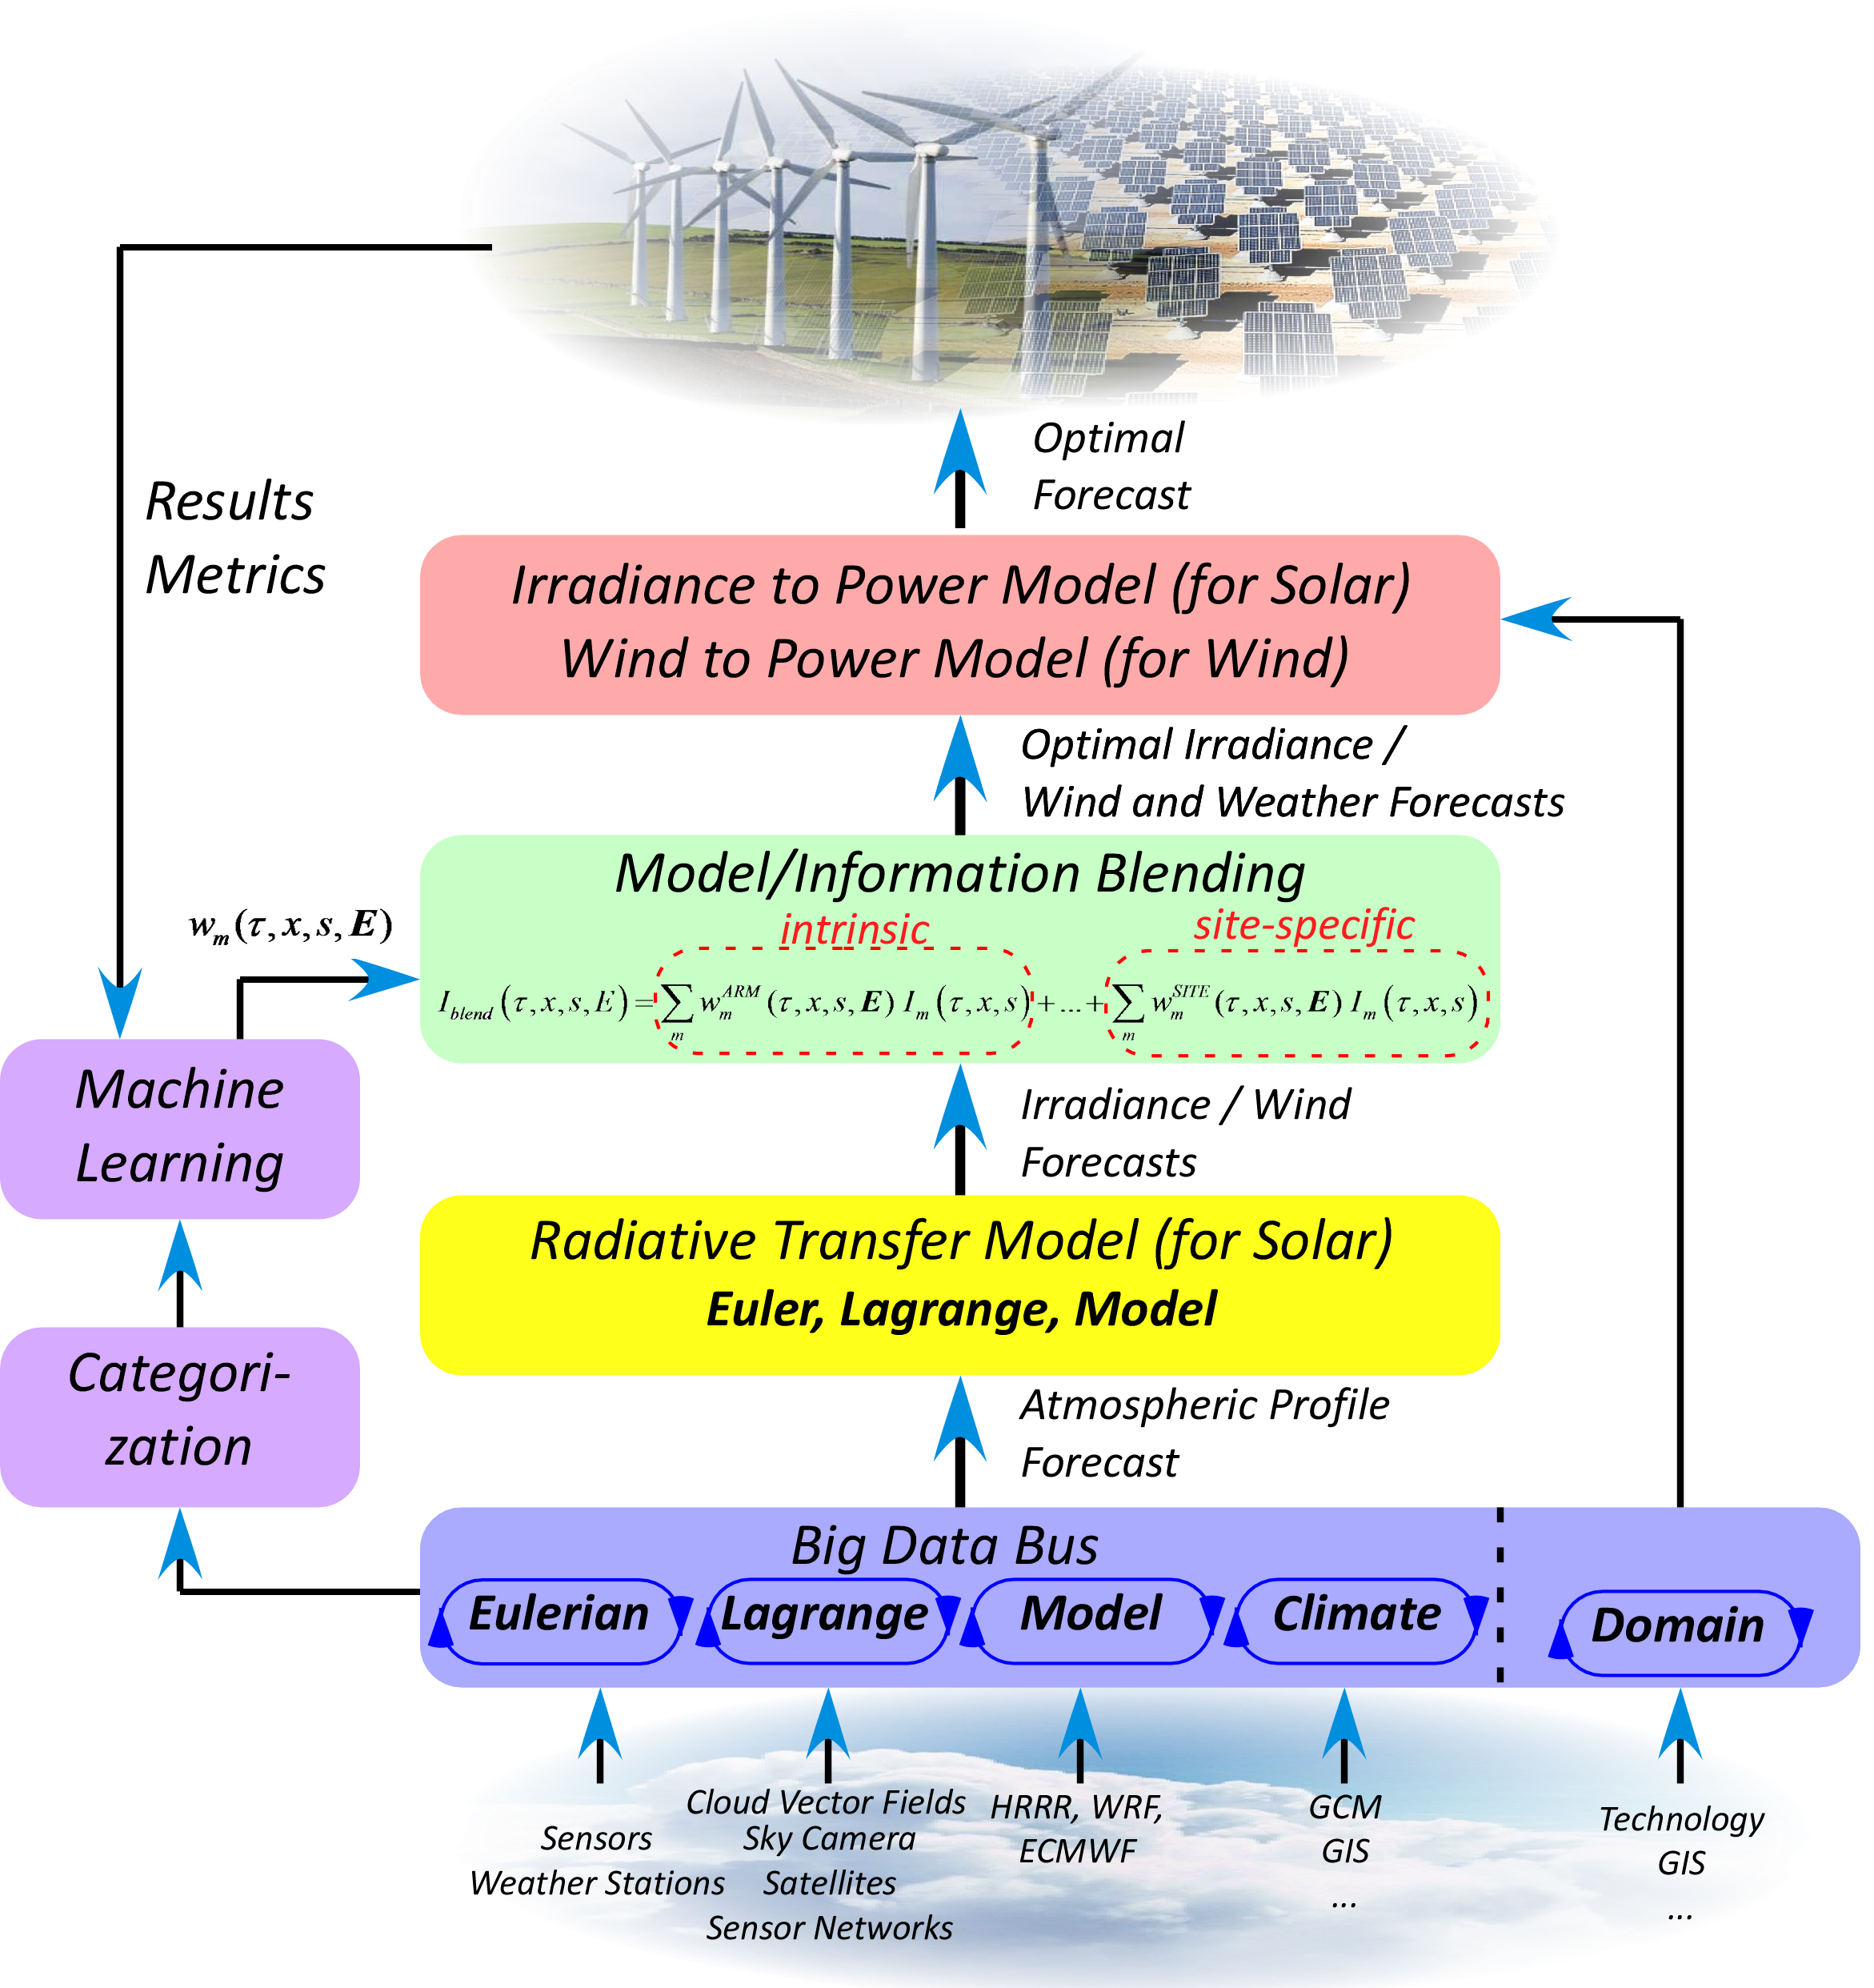 Optimal
Forecast
Results
Metrics
Irradiance to Power Model (for Solar)
Wind to Power Model (for Wind)
Optimal Irradiance /
Wind and Weather Forecasts
Model/Information Blending
intrinsic
site-specific
w_m(τ,x,s,E)
I_blend(τ,x,s,E)=∑_m w_m^ARM(τ,x,s,E) I_m(τ,x,s)+...+∑_m w_m^SITE(τ,x,s,E) I_m(τ,x,s)
Machine
Learning
Irradiance / Wind
Forecasts
Radiative Transfer Model (for Solar)
Euler, Lagrange, Model
Categori-
zation
Atmospheric Profile
Forecast
Big Data Bus
Eulerian
Lagrange
Model
Climate
Domain
Sensors
Weather Stations
Cloud Vector Fields
Sky Camera
Satellites
Sensor Networks
HRRR, WRF,
ECMWF
GCM
GIS
...
Technology
GIS
...